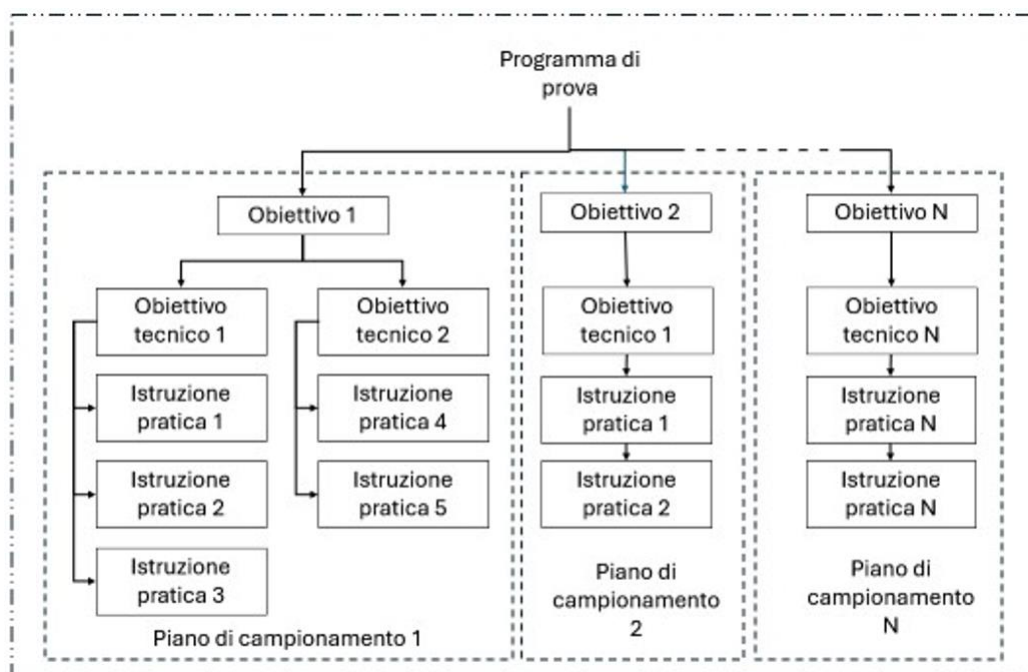 Programma di
prova
Obiettivo 1
Obiettivo 2
Obiettivo N
Obiettivo
tecnico 1
Obiettivo
tecnico 2
Obiettivo
tecnico 1
Obiettivo
tecnico N
Istruzione
pratica 1
Istruzione
pratica 4
Istruzione
pratica 1
Istruzione
pratica N
Istruzione
pratica 2
Istruzione
pratica 5
Istruzione
pratica 2
Istruzione
pratica N
Istruzione
pratica 3
Piano di campionamento 1
Piano di
campionamento
2
Piano di
campionamento
N